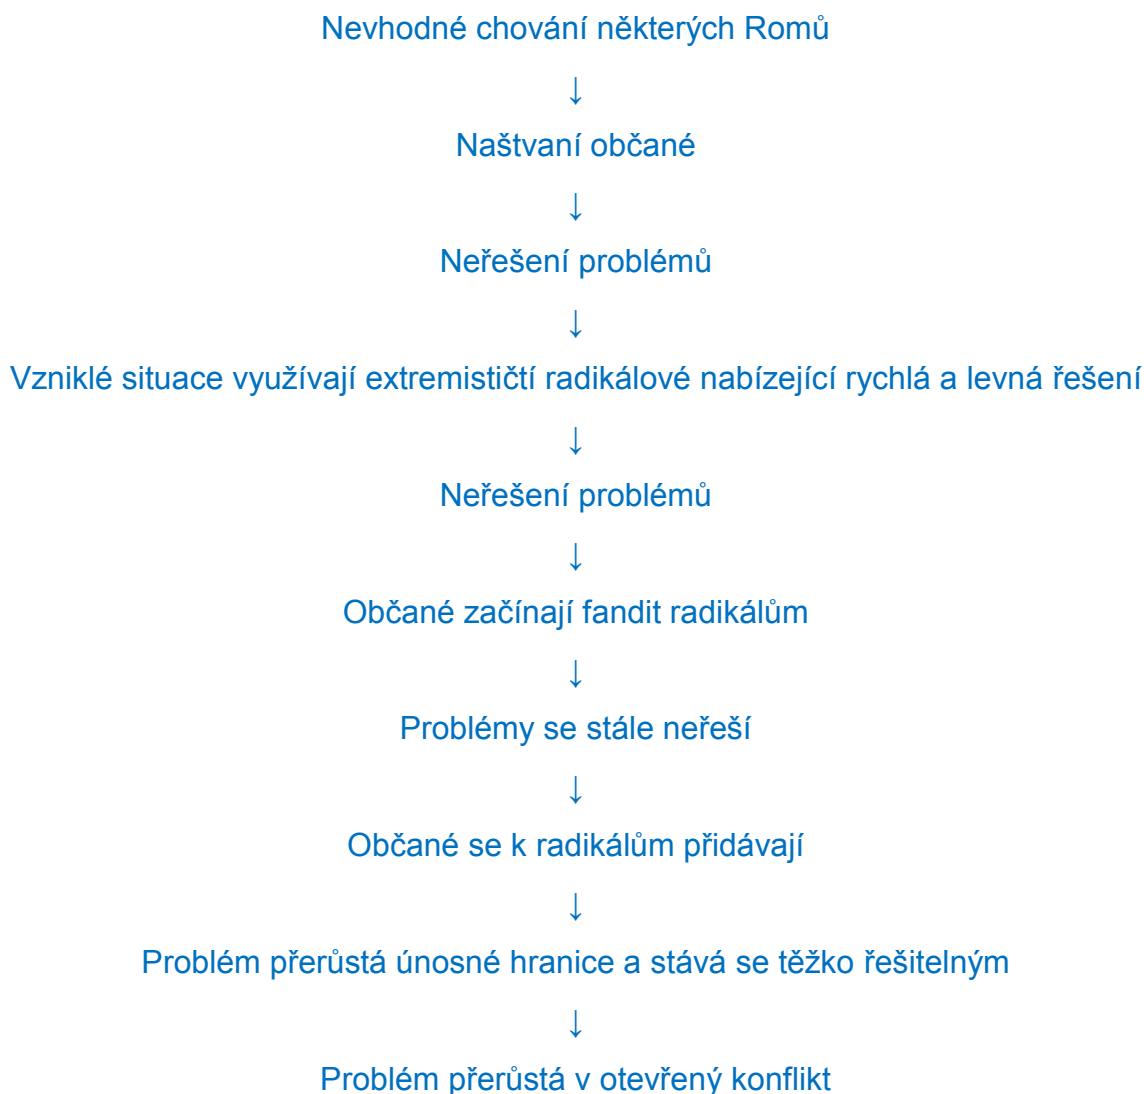 Nevhodné chování některých Romů
↓
Naštvaní občané
↓
Neřešení problémů
↓
Vzniklé situace využívají extremističtí radikálové nabízející rychlá a levná řešení
↓
Neřešení problémů
↓
Občané začínají fandit radikálům
↓
Problémy se stále neřeší
↓
Občané se k radikálům přidávají
↓
Problém přerůstá únosné hranice a stává se těžko řešitelným
↓
Problém přerůstá v otevřený konflikt